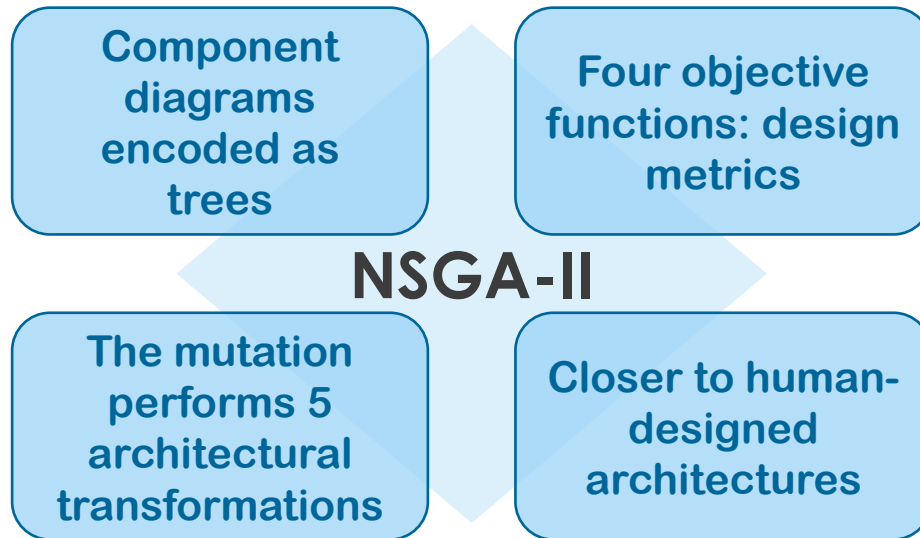 Component
diagrams
encoded as
trees
Four objective
functions: design
metrics
NSGA-II
The mutation
performs 5
architectural
transformations
Closer to human-
designed
architectures